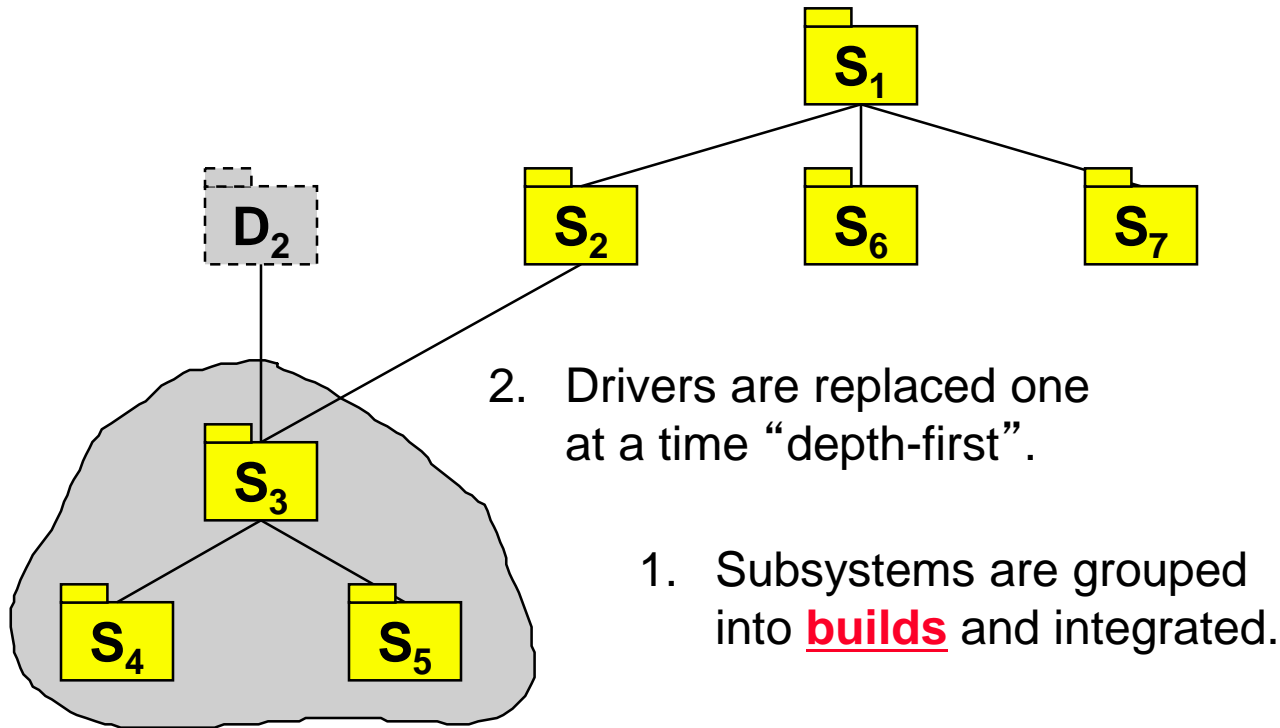 S₁
D₂
S₂
S₆
S₇
2. Drivers are replaced one
at a time “depth-first”.
S₃
1. Subsystems are grouped
into builds and integrated.
S₄
S₅